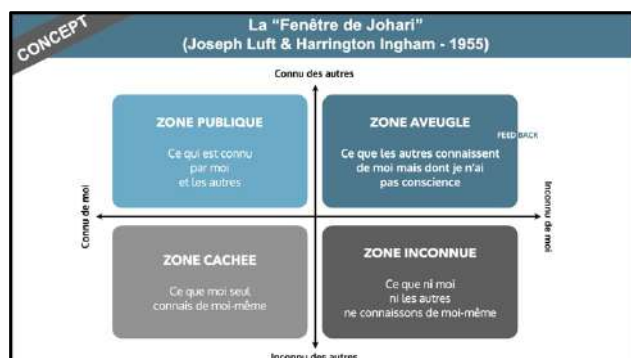 CONCEPT
La “Fenêtre de Johari”
(Joseph Luft & Harrington Ingham - 1955)
Connu des autres
ZONE PUBLIQUE
Ce qui est connu
par moi
et les autres
ZONE AVEUGLE
FEED BACK
Ce que les autres connaissent
de moi mais dont je n'ai
pas conscience
Connu de moi
Inconnu de moi
ZONE CACHEE
Ce que moi seul
connais de moi-même
ZONE INCONNUE
Ce que ni moi
ni les autres
ne connaissons de moi-même
Inconnu des autres